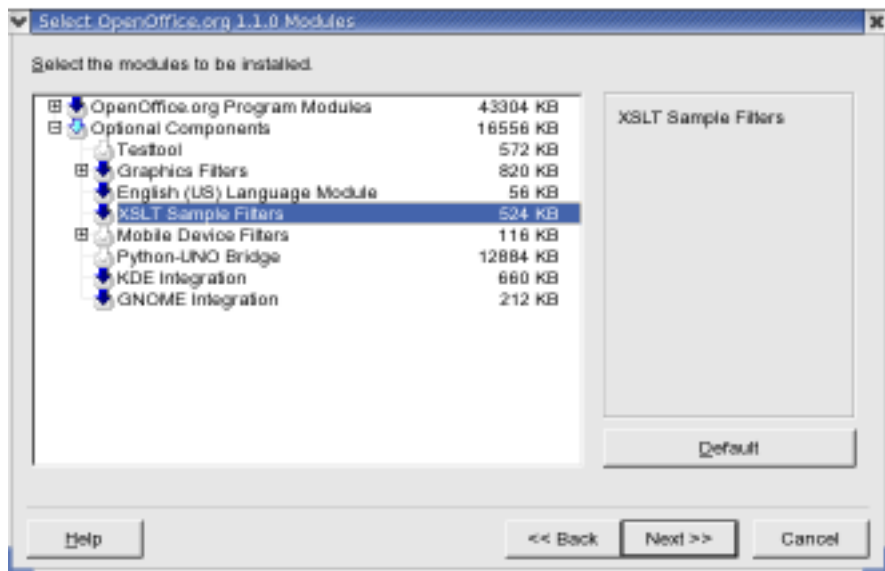 Select OpenOffice.org 1.1.0 Modules
Select the modules to be installed.
OpenOffice.org Program Modules 43304 KB
Optional Components 16556 KB
Testtool 572 KB
Graphics Filters 820 KB
English (US) Language Module 56 KB
XSLT Sample Filters 524 KB
Mobile Device Filters 116 KB
Python-UNO Bridge 12884 KB
KDE Integration 660 KB
GNOME Integration 212 KB
XSLT Sample Filters
Default
Help
<< Back
Next >>
Cancel